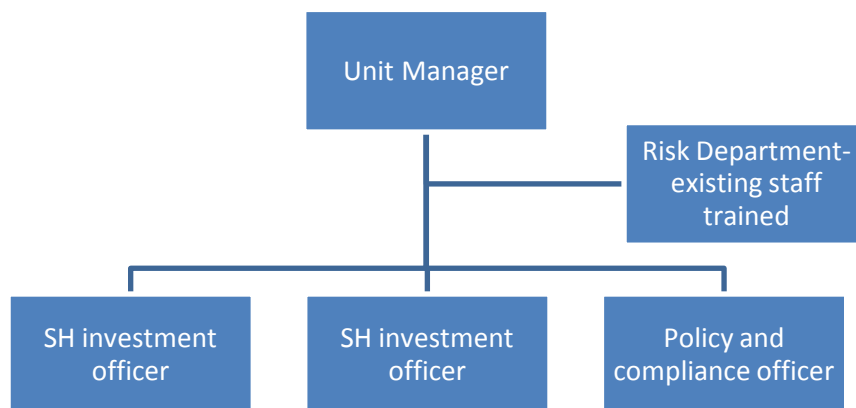 Unit Manager
Risk Department-
existing staff
trained
SH investment
officer
SH investment
officer
Policy and
compliance officer